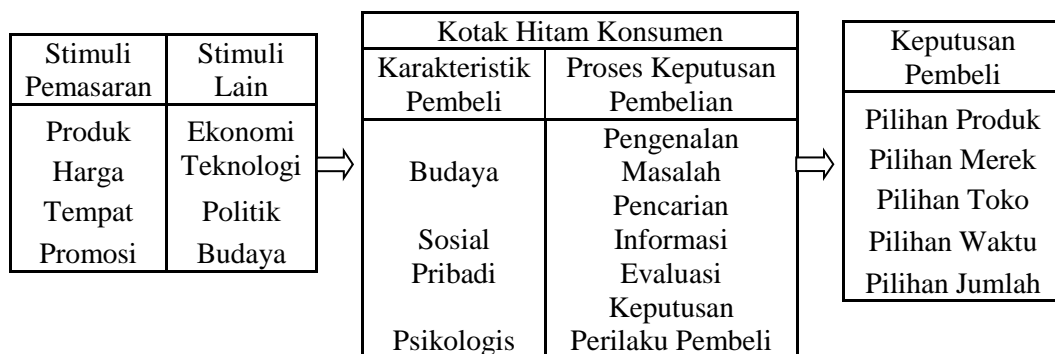 Stimuli
Pemasaran
Stimuli
Lain
Produk
Harga
Tempat
Promosi
Ekonomi
Teknologi
Politik
Budaya
Kotak Hitam Konsumen
Karakteristik
Pembeli
Proses Keputusan
Pembelian
Budaya
Sosial
Pribadi
Psikologis
Pengenalan
Masalah
Pencarian
Informasi
Evaluasi
Keputusan
Perilaku Pembeli
Keputusan
Pembeli
Pilihan Produk
Pilihan Merek
Pilihan Toko
Pilihan Waktu
Pilihan Jumlah